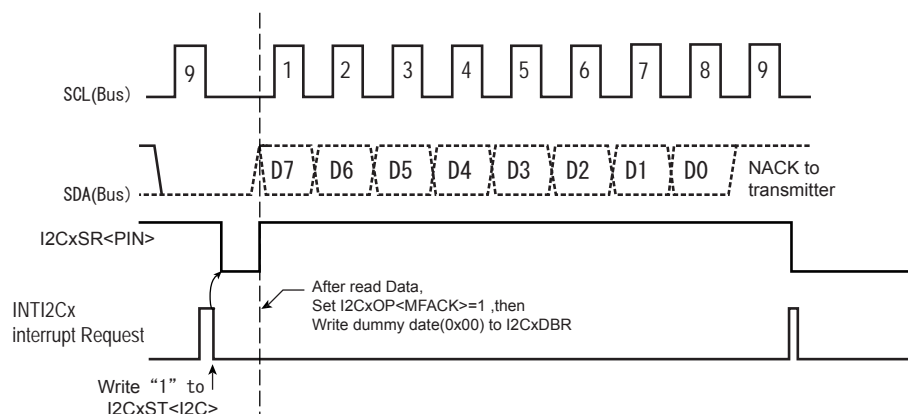 9 1 2 3 4 5 6 7 8 9
SCL(Bus)
D7 D6 D5 D4 D3 D2 D1 D0
NACK to
transmitter
SDA(Bus)
I2CxSR<PIN>
After read Data,
Set I2CxOP<MFACK>=1 ,then
Write dummy date(0x00) to I2CxDBR
INTI2Cx
interrupt Request
Write “1” to
I2CxST<I2C>